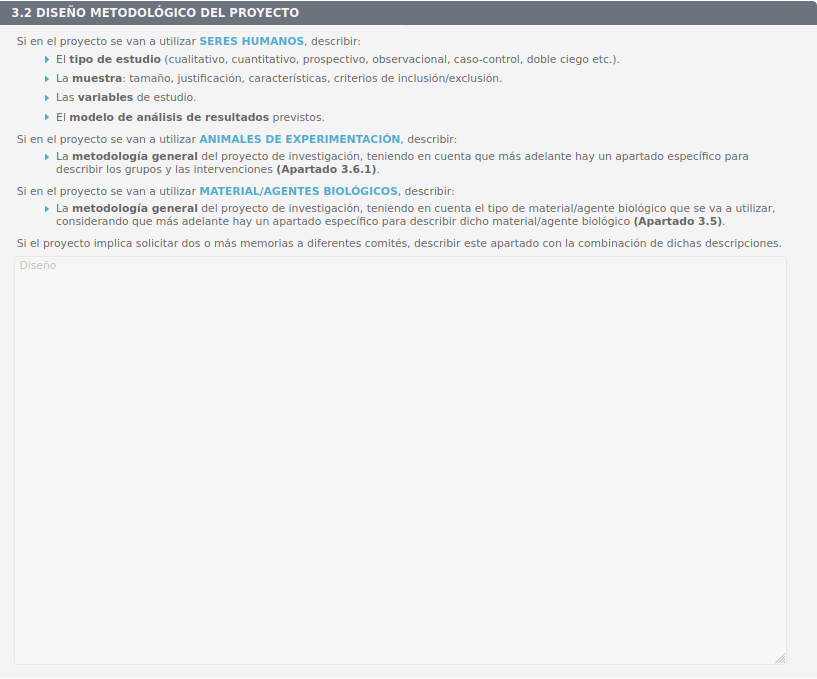 3.2 DISEÑO METODOLÓGICO DEL PROYECTO
Si en el proyecto se van a utilizar SERES HUMANOS, describir:
El tipo de estudio (cualitativo, cuantitativo, prospectivo, observacional, caso-control, doble ciego etc.).
La muestra: tamaño, justificación, características, criterios de inclusión/exclusión.
Las variables de estudio.
El modelo de análisis de resultados previstos.
Si en el proyecto se van a utilizar ANIMALES DE EXPERIMENTACIÓN, describir:
La metodología general del proyecto de investigación, teniendo en cuenta que más adelante hay un apartado específico para
describir los grupos y las intervenciones (Apartado 3.6.1).
Si en el proyecto se van a utilizar MATERIAL/AGENTES BIOLÓGICOS, describir:
La metodología general del proyecto de investigación, teniendo en cuenta el tipo de material/agente biológico que se va a utilizar,
considerando que más adelante hay un apartado específico para describir dicho material/agente biológico (Apartado 3.5).
Si el proyecto implica solicitar dos o más memorias a diferentes comités, describir este apartado con la combinación de dichas descripciones.
Diseño